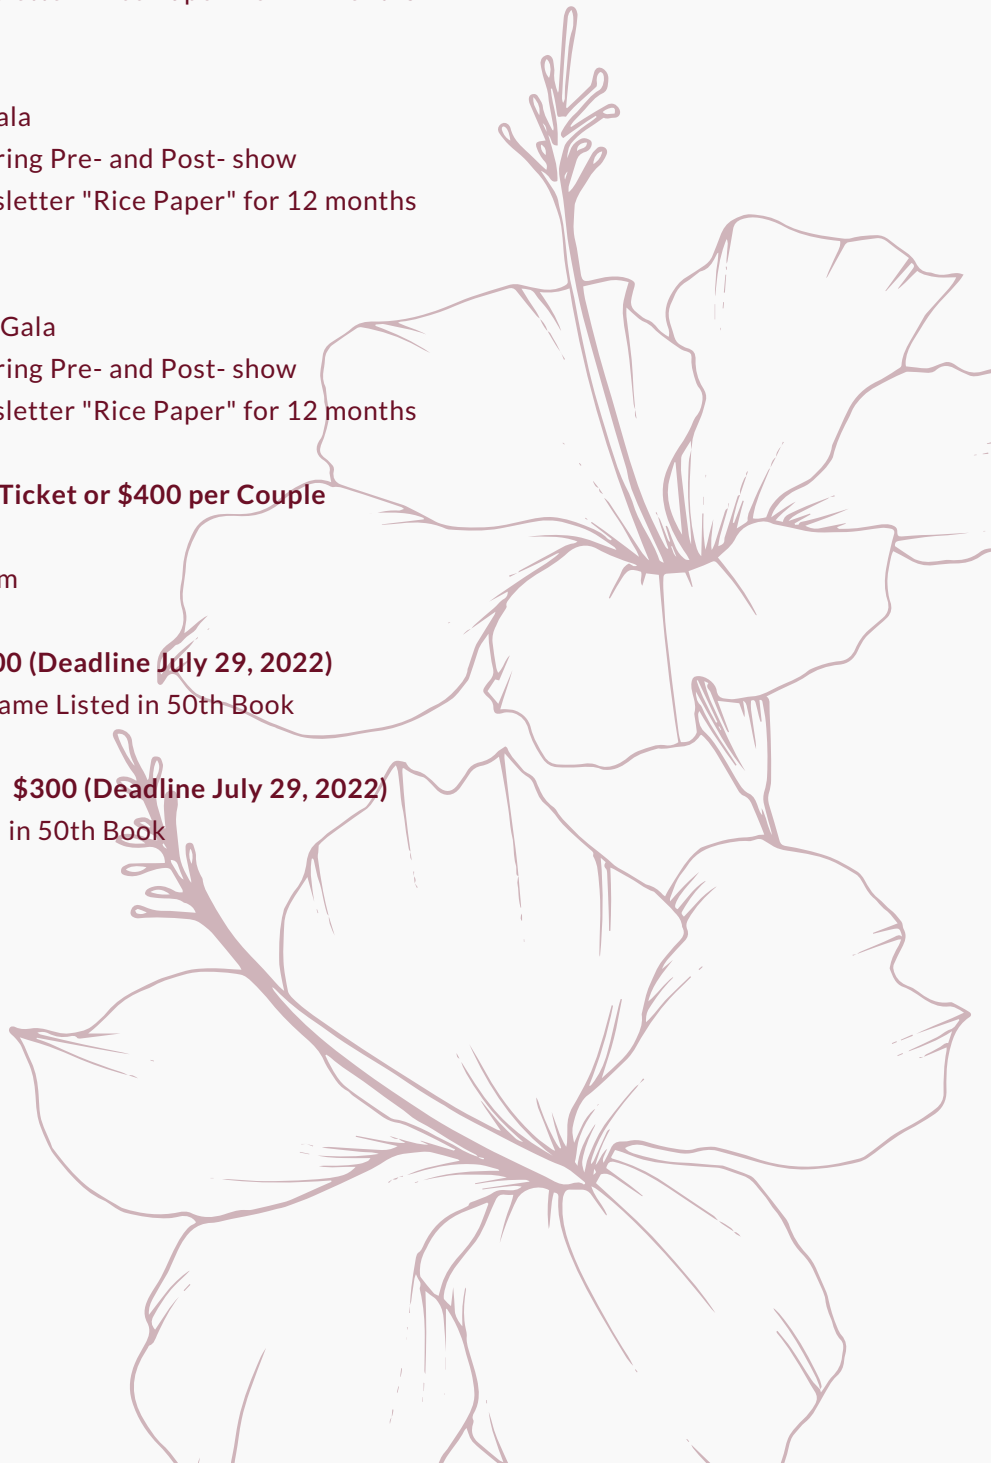 ala
ring Pre- and Post- show
sletter "Rice Paper" for 12 months
Gala
ring Pre- and Post- show
sletter "Rice Paper" for 12 months
Ticket or $400 per Couple
m
00 (Deadline July 29, 2022)
ame Listed in 50th Book
$300 (Deadline July 29, 2022)
in 50th Book